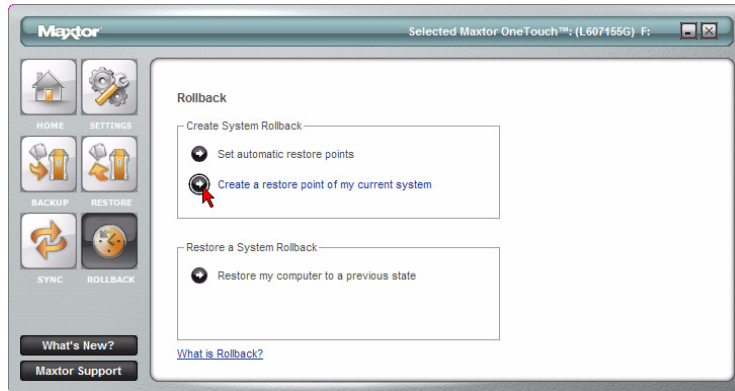 Maxtor
Selected Maxtor OneTouch™: (L607155G) F:
HOME SETTINGS
BACKUP RESTORE
SYNC ROLLBACK
What's New?
Maxtor Support
Rollback
Create System Rollback
Set automatic restore points
Create a restore point of my current system
Restore a System Rollback
Restore my computer to a previous state
What is Rollback?